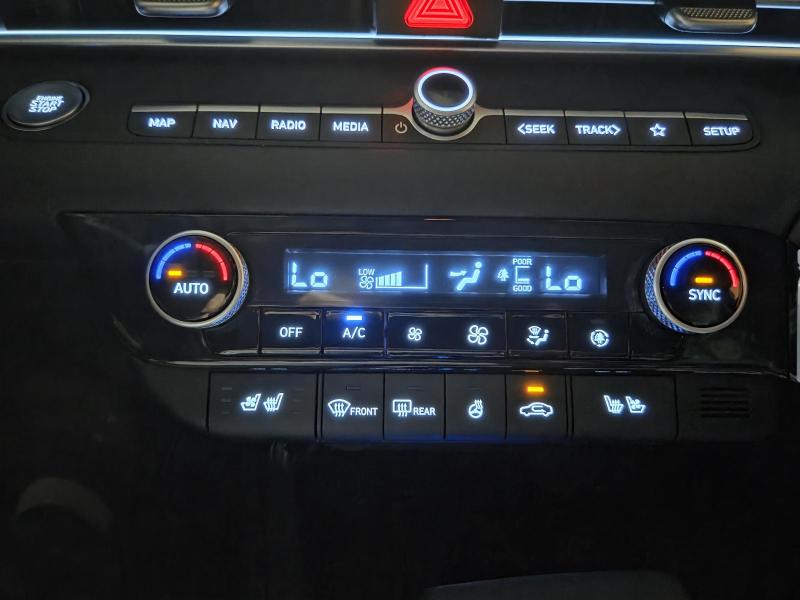 ENGINE
START
STOP
MAP
NAV
RADIO
MEDIA
<SEEK
TRACK>
SETUP
AUTO
Lo
LOW
POOR
GOOD
Lo
SYNC
OFF
A/C
FRONT
REAR